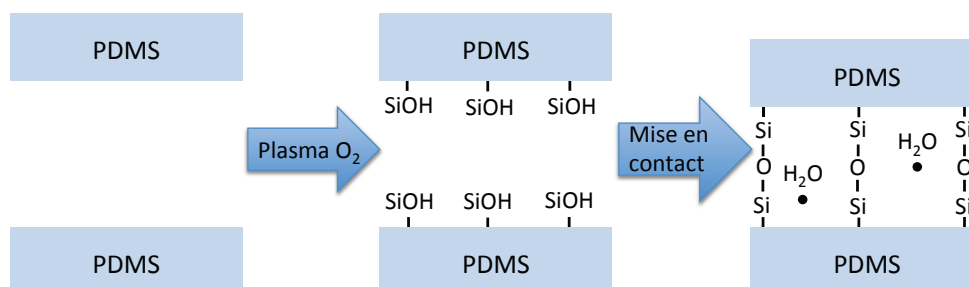 PDMS
PDMS
Plasma O₂
PDMS
SiOH SiOH SiOH
SiOH SiOH SiOH
PDMS
Mise en
contact
PDMS
Si Si Si
H₂O
O O O
H₂O
Si Si Si
PDMS